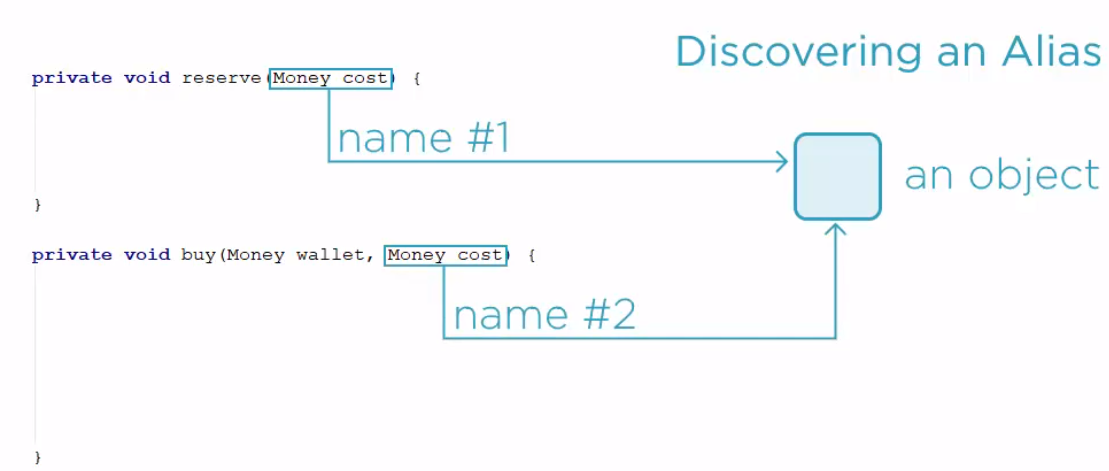 Discovering an Alias
private void reserve(Money cost) {
name #1
an object
}
private void buy(Money wallet, Money cost) {
name #2
}